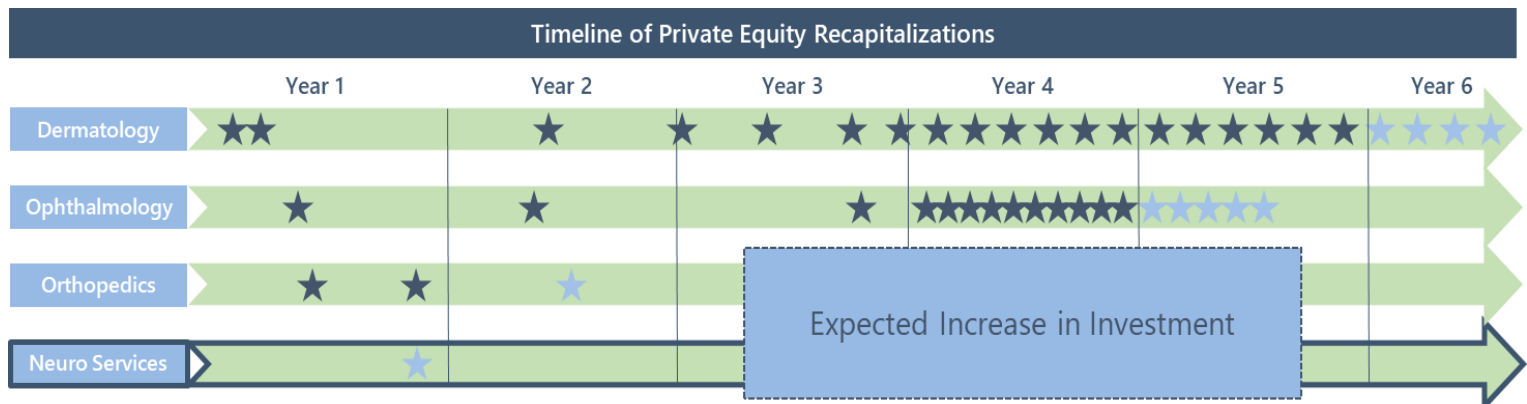 Timeline of Private Equity Recapitalizations
Year 1 Year 2 Year 3 Year 4 Year 5 Year 6
Dermatology
Ophthalmology
Orthopedics
Expected Increase in Investment
Neuro Services